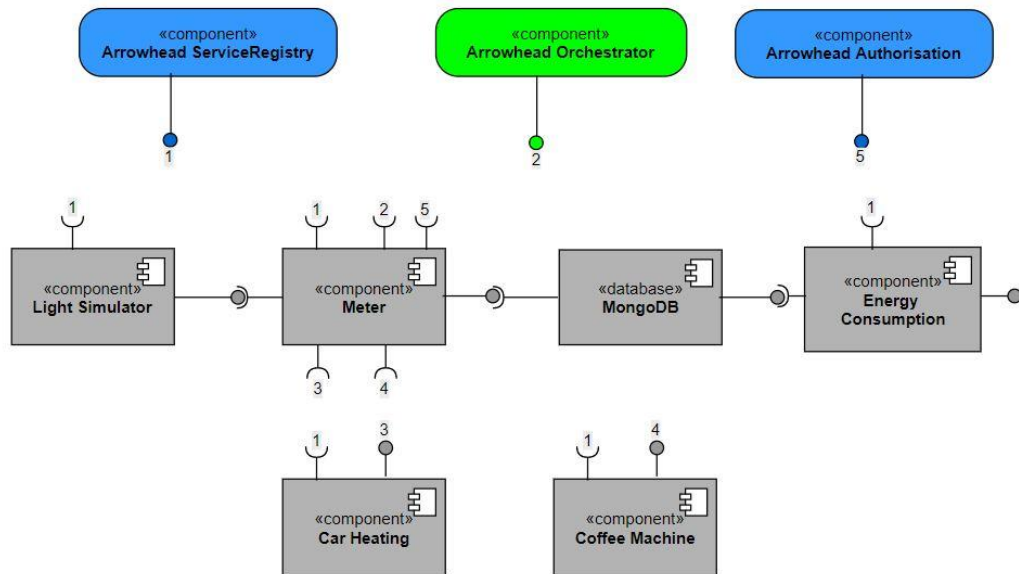 «component»
Arrowhead ServiceRegistry
«component»
Arrowhead Orchestrator
«component»
Arrowhead Authorisation
1
2
5
1
1
2
5
1
«component»
Light Simulator
«component»
Meter
«database»
MongoDB
«component»
Energy
Consumption
3
4
1
3
1
4
«component»
Car Heating
«component»
Coffee Machine